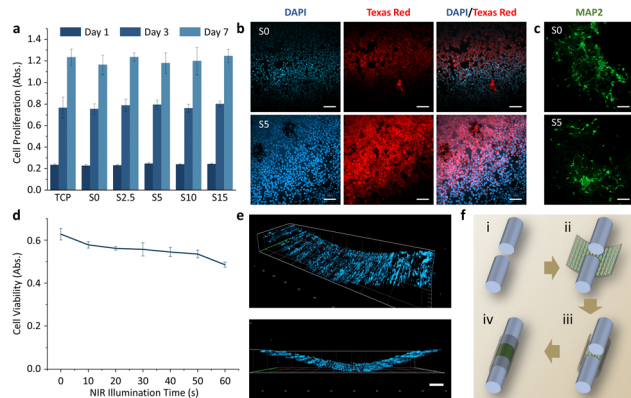 a
Day 1 Day 3 Day 7
Cell Proliferation (Abs.)
1.4
1.2
1.0
0.8
0.6
0.4
0.2
0.0
TCP S0 S2.5 S5 S10 S15
b
DAPI Texas Red DAPI/Texas Red
S0
S5
c
MAP2
S0
S5
d
Cell Viability (Abs.)
0.6
0.4
0.2
0.0
0 10 20 30 40 50 60
NIR Illumination Time (s)
e
f
i ii
iv iii